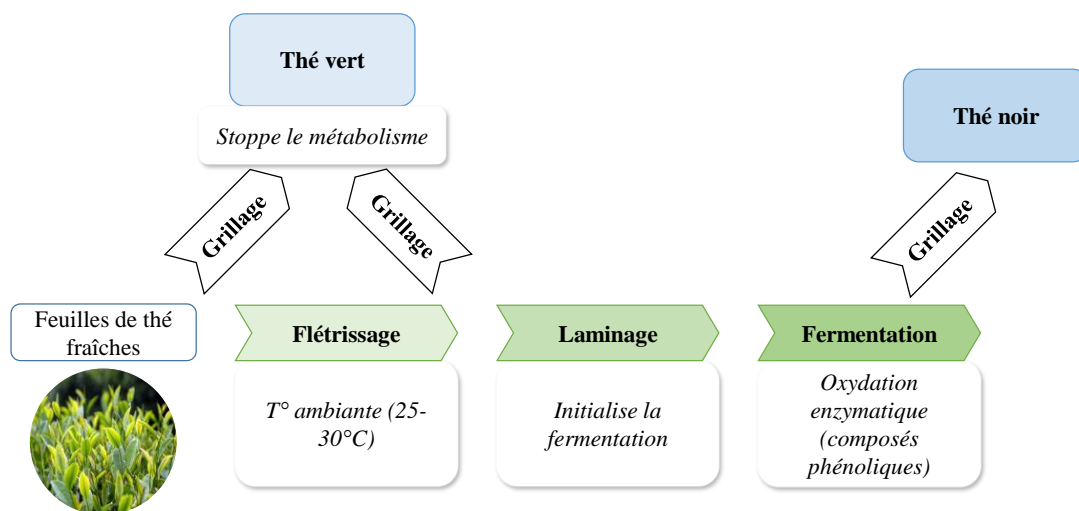 Thé vert
Stoppe le métabolisme
Thé noir
Grillage
Grillage
Grillage
Feuilles de thé
fraîches
Flétrissage
Laminage
Fermentation
T° ambiante (25-
30°C)
Initialise la
fermentation
Oxydation
enzymatique
(composés
phénoliques)